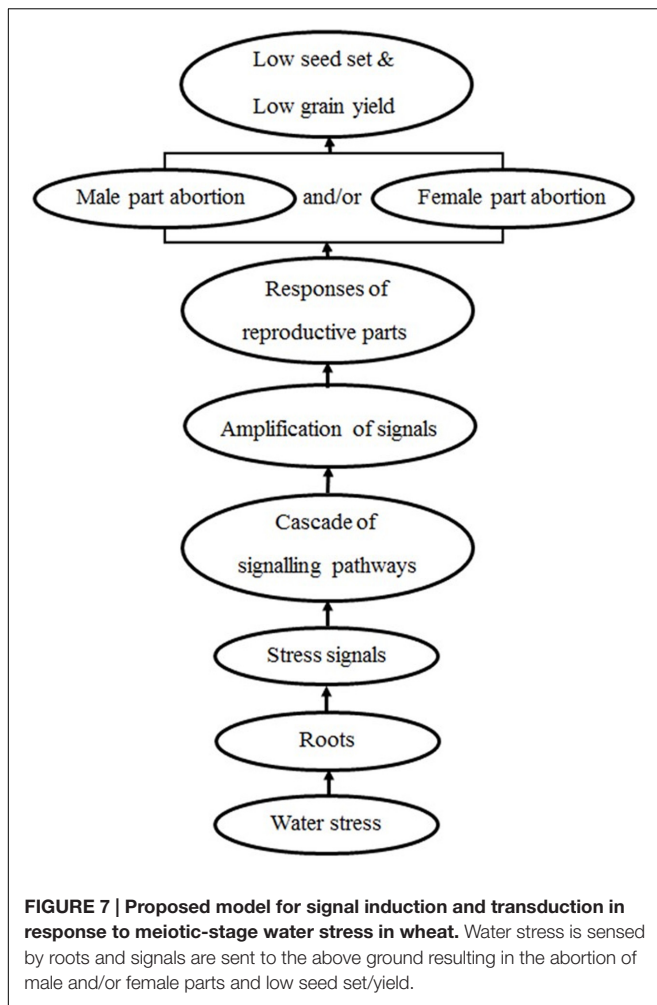 Low seed set &
Low grain yield
Male part abortion and/or Female part abortion
Responses of
reproductive parts
Amplification of signals
Cascade of
signalling pathways
Stress signals
Roots
Water stress
FIGURE 7 | Proposed model for signal induction and transduction in
response to meiotic-stage water stress in wheat. Water stress is sensed
by roots and signals are sent to the above ground resulting in the abortion of
male and/or female parts and low seed set/yield.